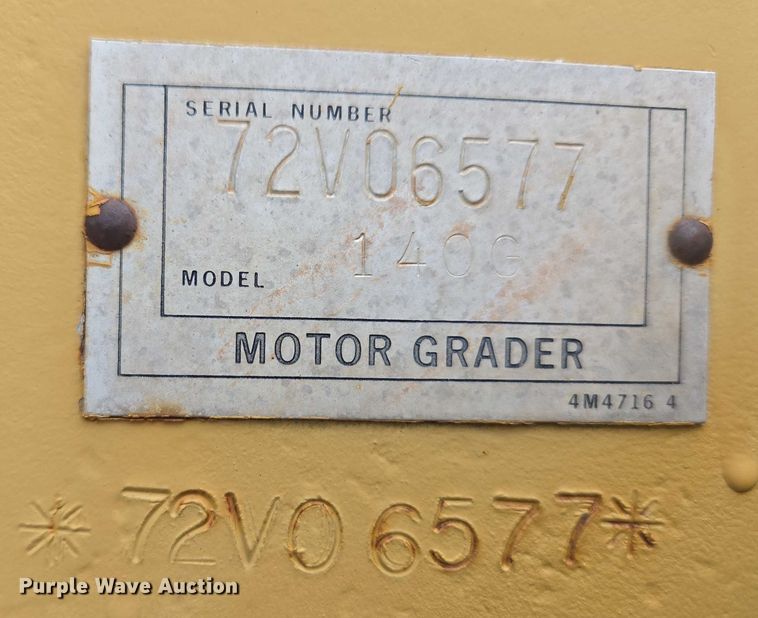 SERIAL NUMBER
72V06577
140G
MODEL
MOTOR GRADER
4M4716 4
*72V06577*
Purple Wave Auction